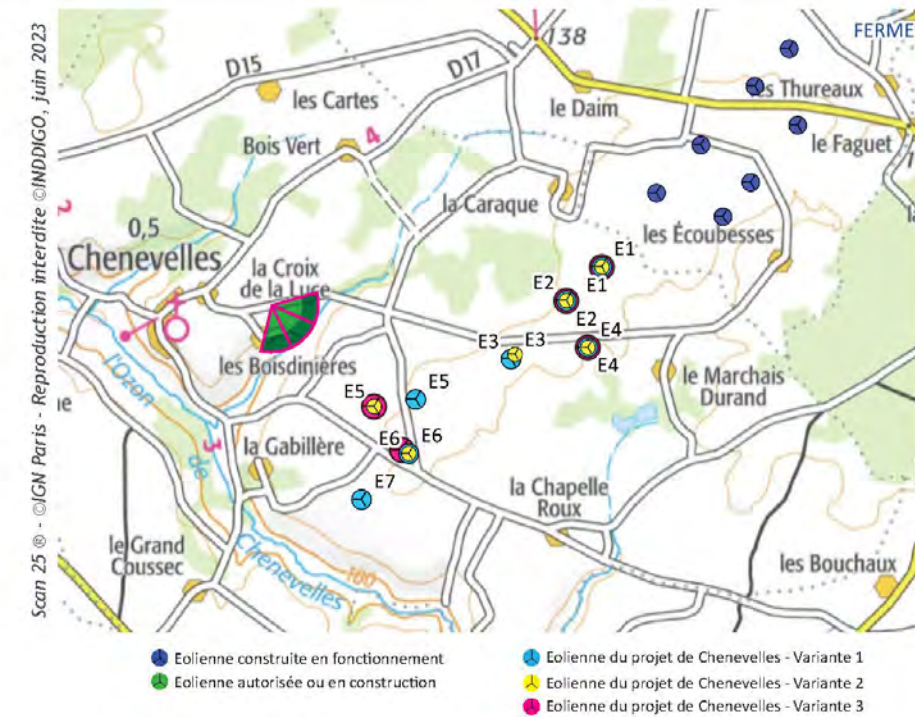 Scan 25 ® - ©IGN Paris - Reproduction interdite ©INDDIGO, juin 2023
138
FERME
D15
D17
les Cartes
le Daim
les Thureaux
Bois Vert
4
le Faguet
2
la Caraque
0,5
Chenevelles
les Écoubesses
la Croix
de la Luce
E1
E1
E2
E2
E4
E3
E3
E4
les Boisdinières
l'Ozon
de
Chenevelles
E5
E5
le Marchais
Durand
3
la Gabillère
E6
E6
E7
la Chapelle
Roux
le Grand
Coussec
100
les Bouchaux
Eolienne construite en fonctionnement
Eolienne autorisée ou en construction
Eolienne du projet de Chenevelles - Variante 1
Eolienne du projet de Chenevelles - Variante 2
Eolienne du projet de Chenevelles - Variante 3